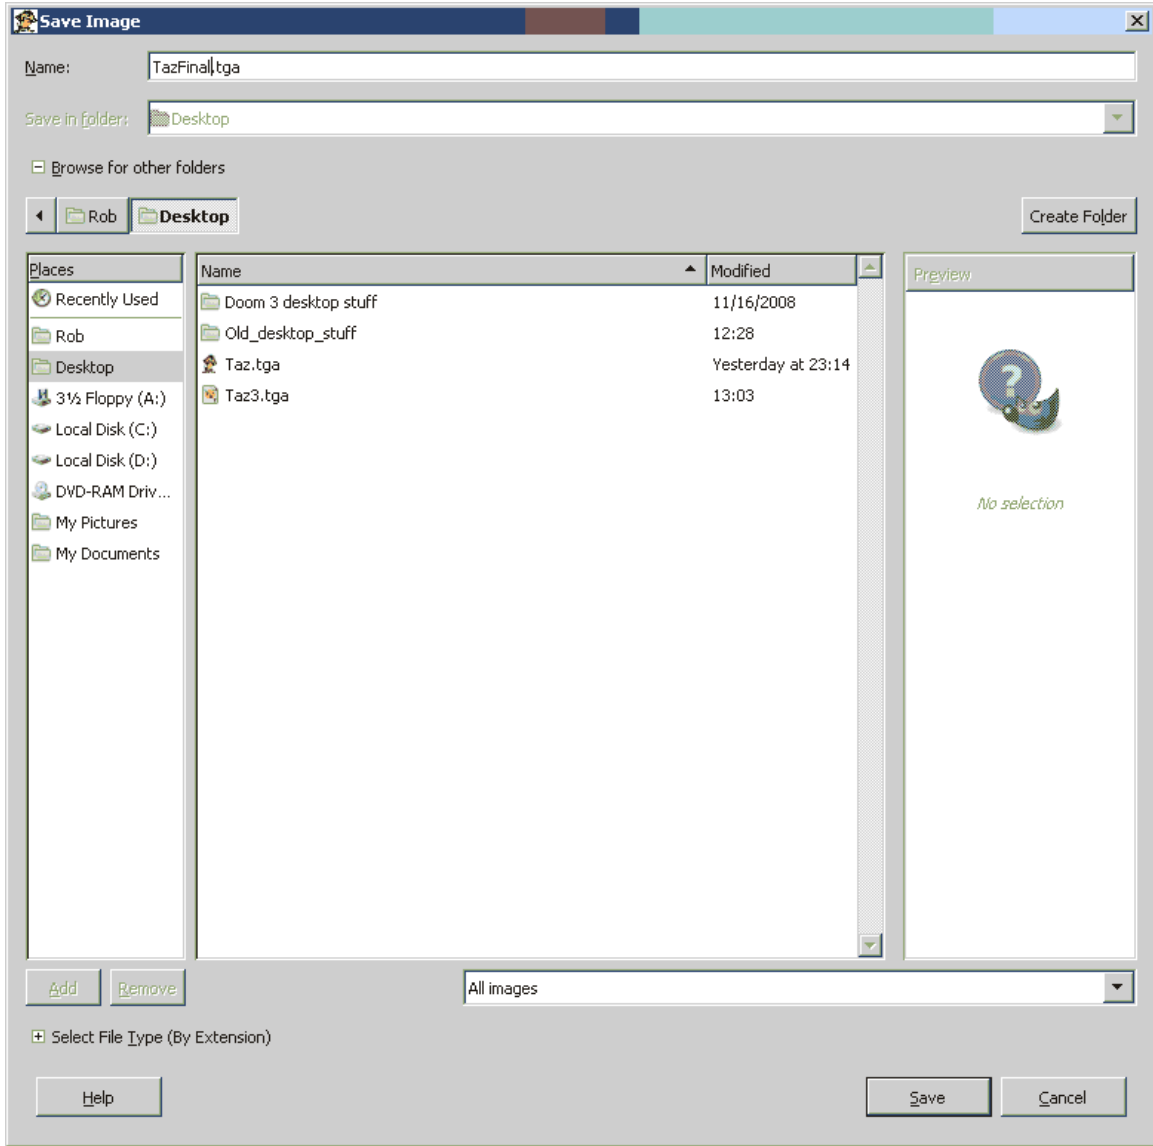 Save Image
Name: TazFinal.tga
Save in folder: Desktop
Browse for other folders
Rob Desktop Create Folder
Places Name Modified Preview
Recently Used Doom 3 desktop stuff 11/16/2008
Rob Old_desktop_stuff 12:28
Desktop Taz.tga Yesterday at 23:14
3½ Floppy (A:) Taz3.tga 13:03
Local Disk (C:)
Local Disk (D:)
DVD-RAM Driv...
No selection
My Pictures
My Documents
Add Remove All images
Select File Type (By Extension)
Help Save Cancel